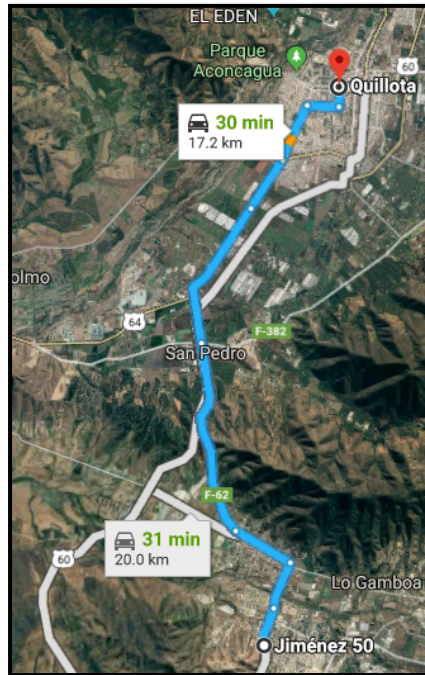 EL EDEN
Parque
Aconcagua
60
Quillota
30 min
17.2 km
olmo
64
F-382
San Pedro
F-62
31 min
20.0 km
60
Lo Gamboa
Jiménez 50